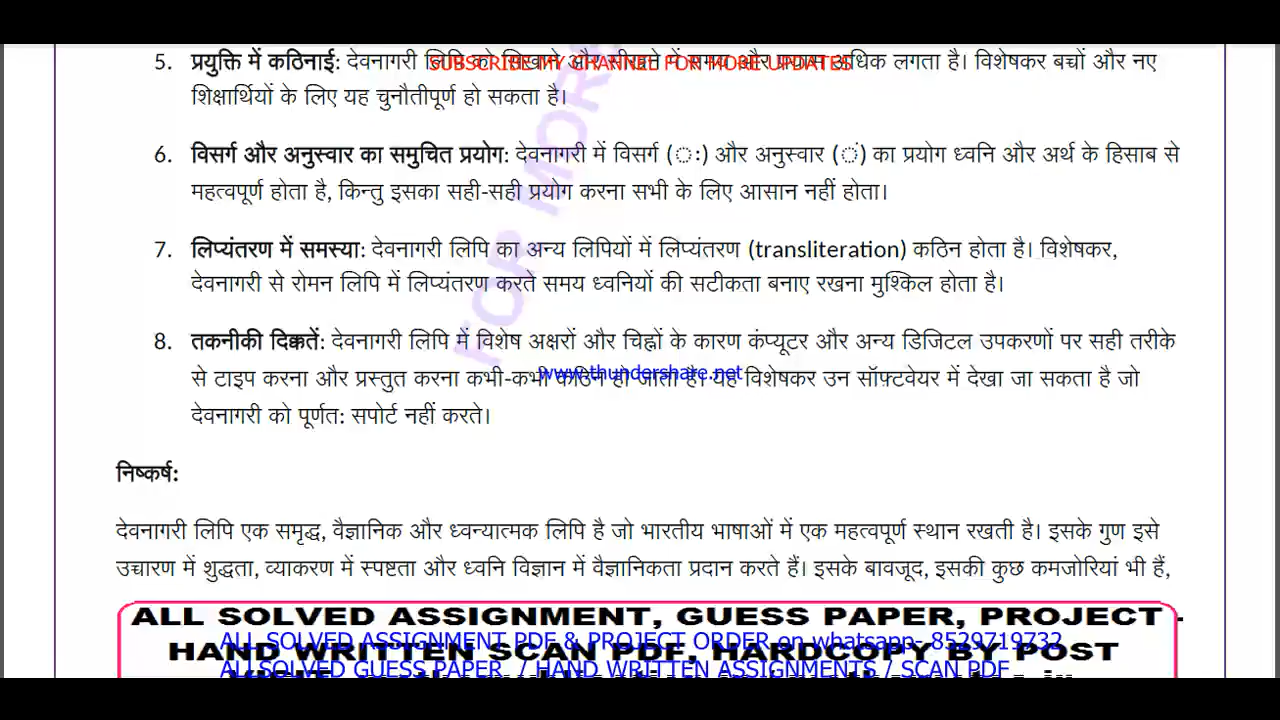 5. प्रयुक्ति में कठिनाई: देवनागरी लिपि को सिखाने और सीखने में समय और प्रयास अधिक लगता है। विशेषकर बच्चों और नए
SUBSCRIBE MY CHANNEL FOR MORE UPDATES
शिक्षार्थियों के लिए यह चुनौतीपूर्ण हो सकता है।
FOR MORE
6. विसर्ग और अनुस्वार का समुचित प्रयोग: देवनागरी में विसर्ग (ः) और अनुस्वार (ं) का प्रयोग ध्वनि और अर्थ के हिसाब से
महत्वपूर्ण होता है, किन्तु इसका सही-सही प्रयोग करना सभी के लिए आसान नहीं होता।
7. लिप्यंतरण में समस्या: देवनागरी लिपि का अन्य लिपियों में लिप्यंतरण (transliteration) कठिन होता है। विशेषकर,
देवनागरी से रोमन लिपि में लिप्यंतरण करते समय ध्वनियों की सटीकता बनाए रखना मुश्किल होता है।
8. तकनीकी दिक्कतें: देवनागरी लिपि में विशेष अक्षरों और चिह्नों के कारण कंप्यूटर और अन्य डिजिटल उपकरणों पर सही तरीके
से टाइप करना और प्रस्तुत करना कभी-कभी कठिन हो जाता है। यह विशेषकर उन सॉफ़्टवेयर में देखा जा सकता है जो
www.thundershare.net
देवनागरी को पूर्णत: सपोर्ट नहीं करते।
निष्कर्ष:
देवनागरी लिपि एक समृद्ध, वैज्ञानिक और ध्वन्यात्मक लिपि है जो भारतीय भाषाओं में एक महत्वपूर्ण स्थान रखती है। इसके गुण इसे
उच्चारण में शुद्धता, व्याकरण में स्पष्टता और ध्वनि विज्ञान में वैज्ञानिकता प्रदान करते हैं। इसके बावजूद, इसकी कुछ कमजोरियां भी हैं,
ALL SOLVED ASSIGNMENT, GUESS PAPER, PROJECT -
ALL SOLVED ASSIGNMENT PDF & PROJECT ORDER on whatsapp- 8529719732
HAND WRITTEN SCAN PDF, HARDCOPY BY POST
ALLSOLVED GUESS PAPER / HAND WRITTEN ASSIGNMENTS / SCAN PDF